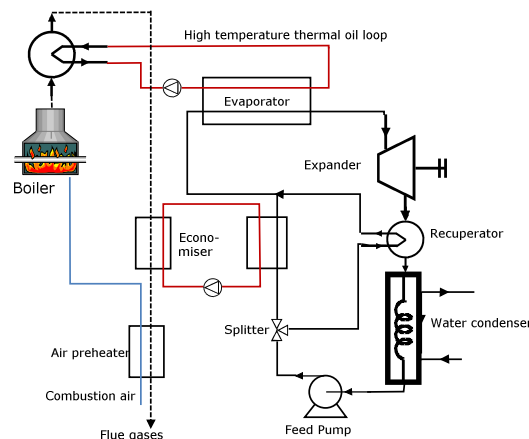 High temperature thermal oil loop
Evaporator
Expander
Boiler
Econo-
miser
Recuperator
Splitter
Water condenser
Air preheater
Combustion air
Feed Pump
Flue gases